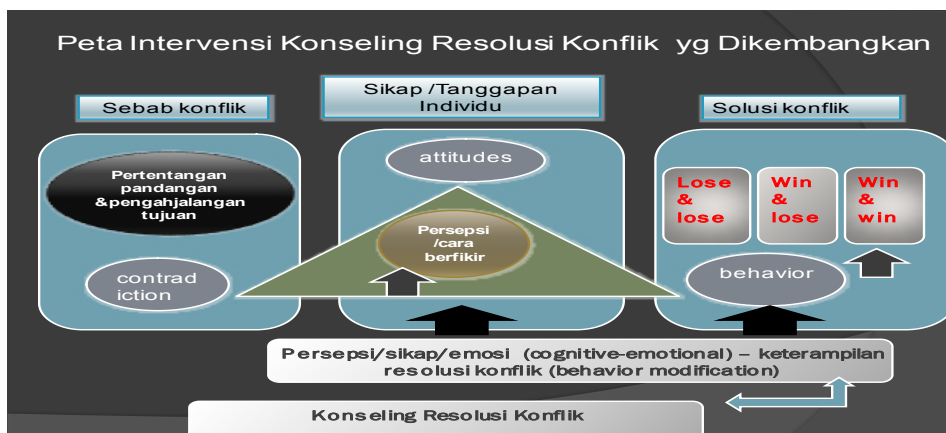 Peta Intervensi Konseling Resolusi Konflik yg Dikembangkan
Sebab konflik
Sikap /Tanggapan
Individu
Solusi konflik
Pertentangan
pandangan
&pengahjalangan
tujuan
contrad
iction
attitudes
Persepsi
/cara
berfikir
Lose
&
lose
Win
&
lose
Win
&
win
behavior
Persepsi/sikap/emosi (cognitive-emotional) – keterampilan
resolusi konflik (behavior modification)
Konseling Resolusi Konflik